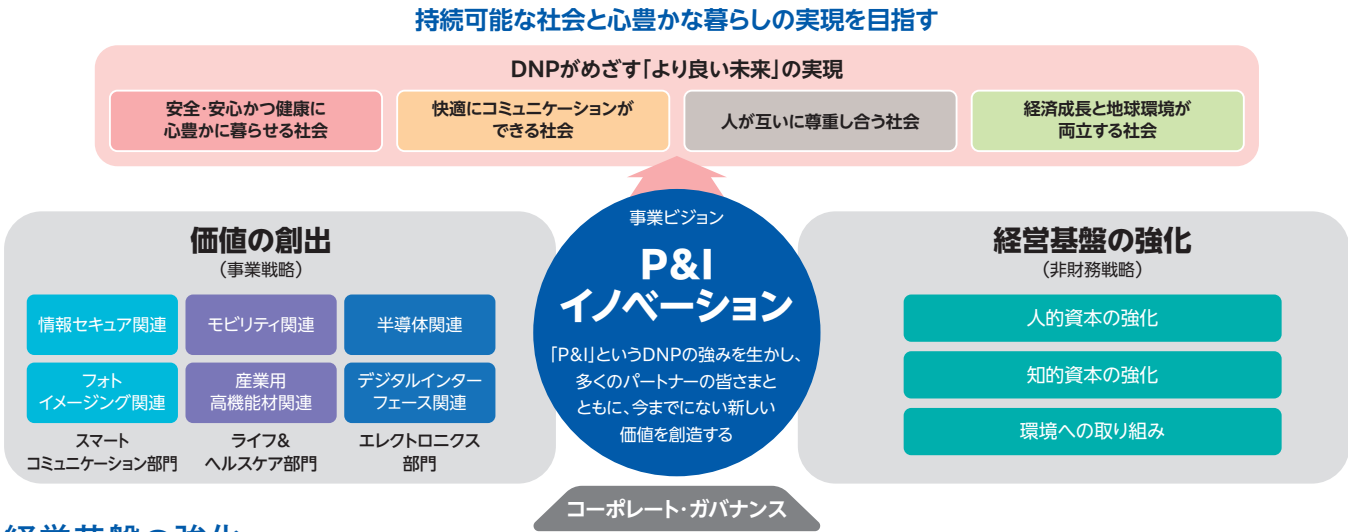 持続可能な社会と心豊かな暮らしの実現を目指す
DNPがめざす「より良い未来」の実現
安全・安心かつ健康に
心豊かに暮らせる社会
快適にコミュニケーションが
できる社会
人が互いに尊重し合う社会
経済成長と地球環境が
両立する社会
価値の創出
（事業戦略）
情報セキュア関連
モビリティ関連
半導体関連
フォト
イメージング関連
産業用
高機能材関連
デジタルインター
フェース関連
スマート
コミュニケーション部門
ライフ&
ヘルスケア部門
エレクトロニクス
部門
事業ビジョン
P&I
イノベーション
「P&I」というDNPの強みを生かし、
多くのパートナーの皆さまと
ともに、今までにない新しい
価値を創造する
経営基盤の強化
（非財務戦略）
人的資本の強化
知的資本の強化
環境への取り組み
コーポレート・ガバナンス
経営基盤の強化